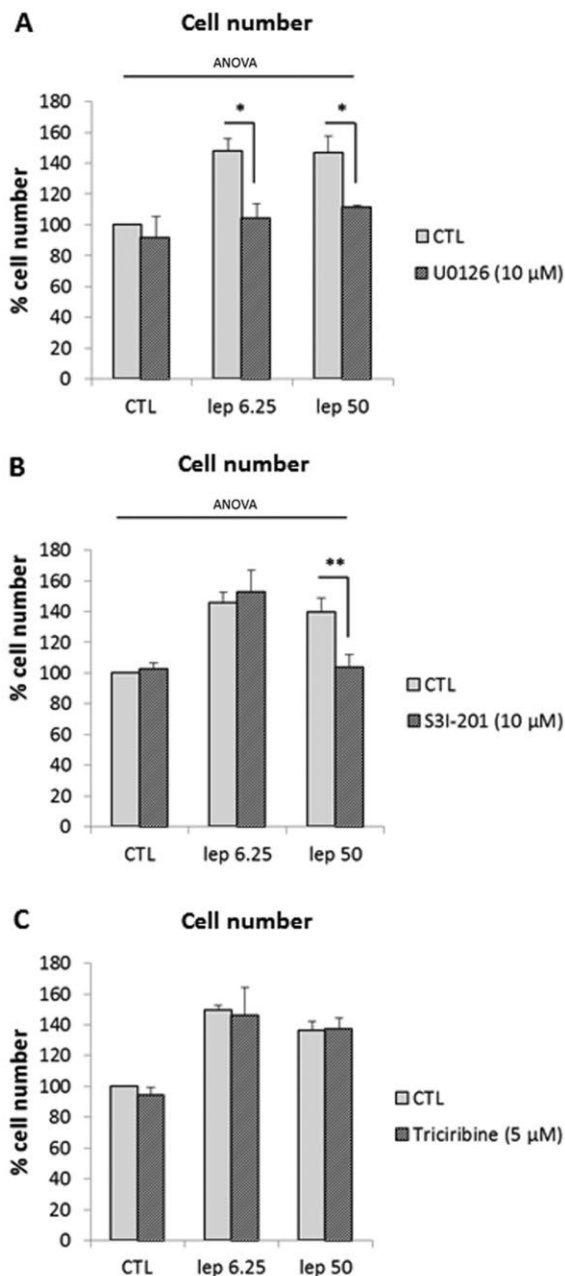 A
Cell number
ANOVA
180
160
140
120
100
80
60
40
20
0
% cell number
*
*
CTL
U0126 (10 µM)
CTL
lep 6.25
lep 50
B
Cell number
ANOVA
180
160
140
120
100
80
60
40
20
0
% cell number
**
CTL
S3I-201 (10 µM)
CTL
lep 6.25
lep 50
C
Cell number
180
160
140
120
100
80
60
40
20
0
% cell number
CTL
Triciribine (5 µM)
CTL
lep 6.25
lep 50